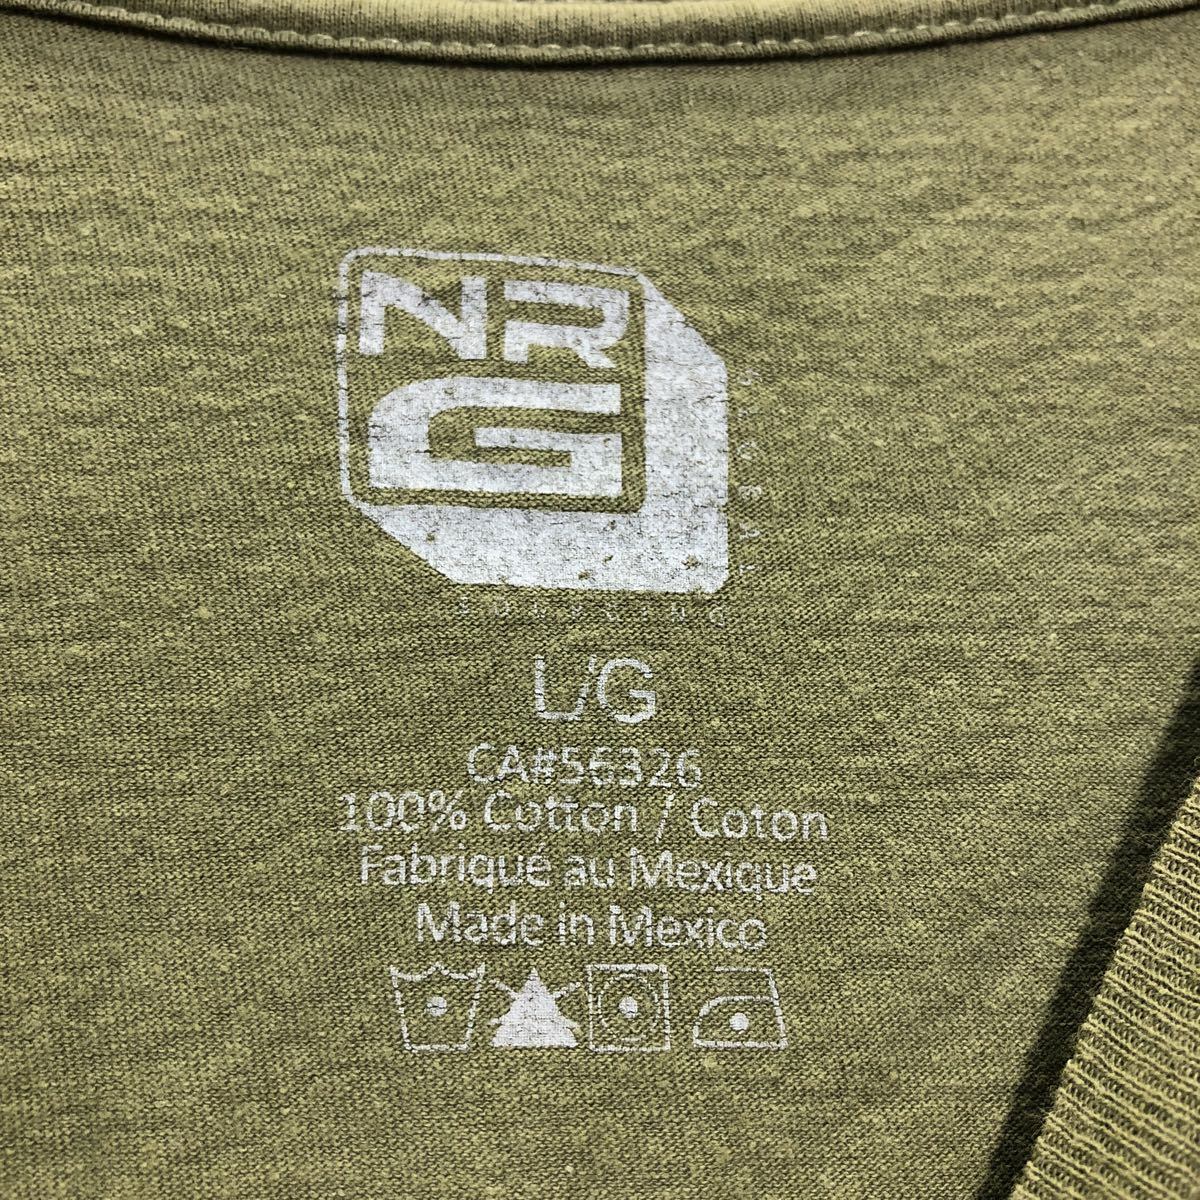 NR
G
L/G
CA#56326
100% Cotton / Coton
Fabriqué au Mexique
Made in Mexico